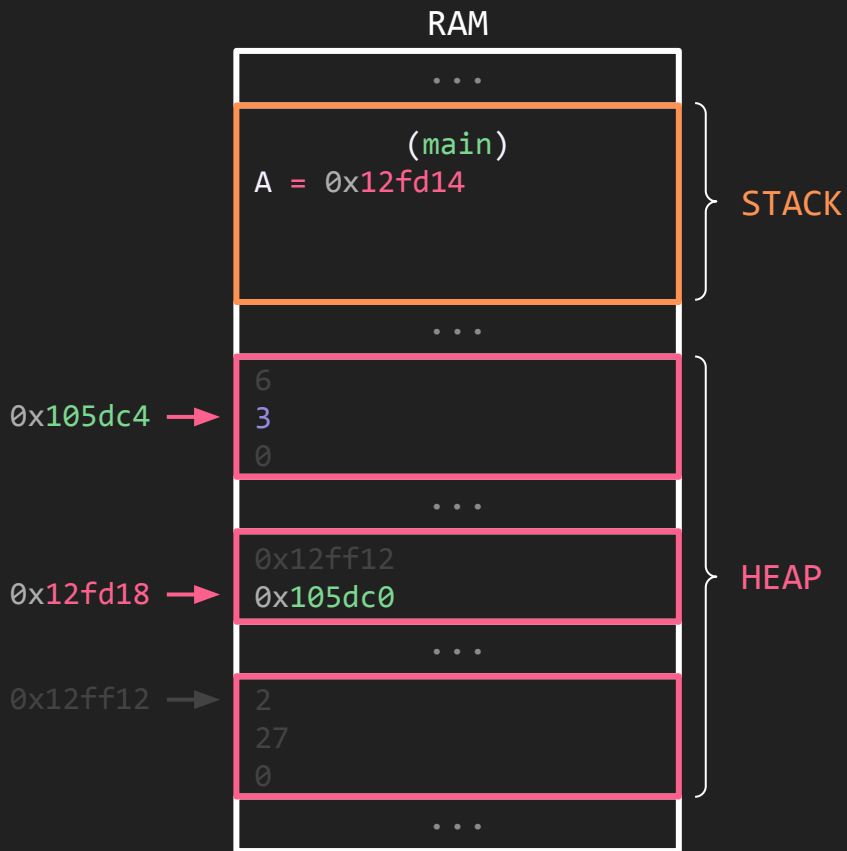 RAM
...
(main)
A = 0x12fd14
STACK
...
6
0x105dc4
3
0
...
0x12ff12
HEAP
0x12fd18
0x105dc0
...
0x12ff12
2
27
0
...